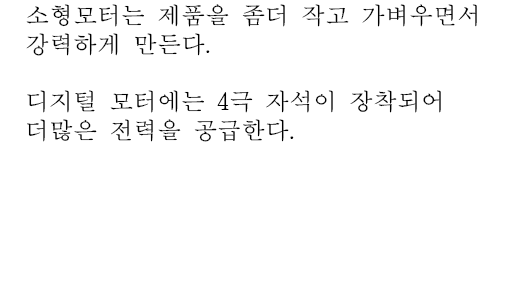 소형모터는 제품을 좀더 작고 가벼우면서
강력하게 만든다.
디지털 모터에는 4극 자석이 장착되어
더많은 전력을 공급한다.